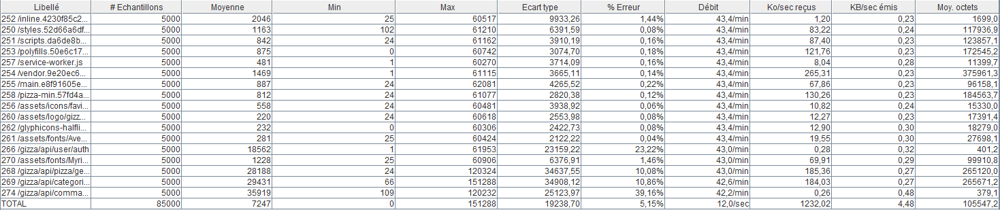 Libellé # Echantillons Moyenne Min Max Ecart type % Erreur Débit Ko/sec reçus KB/sec émis Moy. octets
252 /inline.4230f85c2... 5000 2046 25 60517 9933,26 1,44% 43,4/min 1,20 0,23 1699,0
250 /styles.52d66a6df... 5000 1163 102 61210 6391,59 0,08% 43,4/min 83,22 0,24 117936,9
251 /scripts.da6de8b... 5000 842 24 61162 3910,19 0,16% 43,4/min 87,40 0,23 123857,1
253 /polyfills.50e6c17... 5000 875 0 60742 3074,70 0,18% 43,4/min 121,76 0,23 172545,2
257 /service-worker.js 5000 481 1 60270 3714,09 0,16% 43,4/min 8,04 0,28 11399,7
254 /vendor.9e20ec6... 5000 1469 1 61115 3665,11 0,14% 43,4/min 265,31 0,23 375961,3
255 /main.e8f91605e... 5000 887 24 62081 4265,52 0,22% 43,4/min 67,86 0,23 96158,1
258 /pizza-min.57fd4a... 5000 812 24 61077 2820,38 0,12% 43,4/min 130,26 0,23 184563,7
256 /assets/icons/favi... 5000 558 24 60481 3938,92 0,06% 43,4/min 10,82 0,24 15330,0
260 /assets/logo/gizz... 5000 220 24 60618 2553,98 0,08% 43,4/min 12,27 0,23 17391,4
262 /glyphicons-halfli... 5000 232 0 60306 2422,73 0,08% 43,4/min 12,90 0,30 18279,0
261 /assets/fonts/Ave... 5000 281 25 60424 2122,22 0,04% 43,4/min 19,55 0,30 27698,1
266 /gizza/api/user/auth 5000 18562 1 61953 23159,22 23,22% 43,0/min 0,28 0,32 401,2
270 /assets/fonts/Myri... 5000 1228 25 60906 6376,91 1,46% 43,0/min 69,91 0,29 99910,8
268 /gizza/api/pizza/ge... 5000 28188 24 120324 34637,55 10,08% 43,0/min 185,36 0,27 265120,0
269 /gizza/api/categori... 5000 29431 66 151288 34908,12 10,86% 42,6/min 184,03 0,27 265671,2
274 /gizza/api/comma... 5000 35919 109 120232 25123,97 39,16% 42,2/min 0,26 0,48 379,1
TOTAL 85000 7247 0 151288 19238,70 5,15% 12,0/sec 1232,02 4,48 105547,2